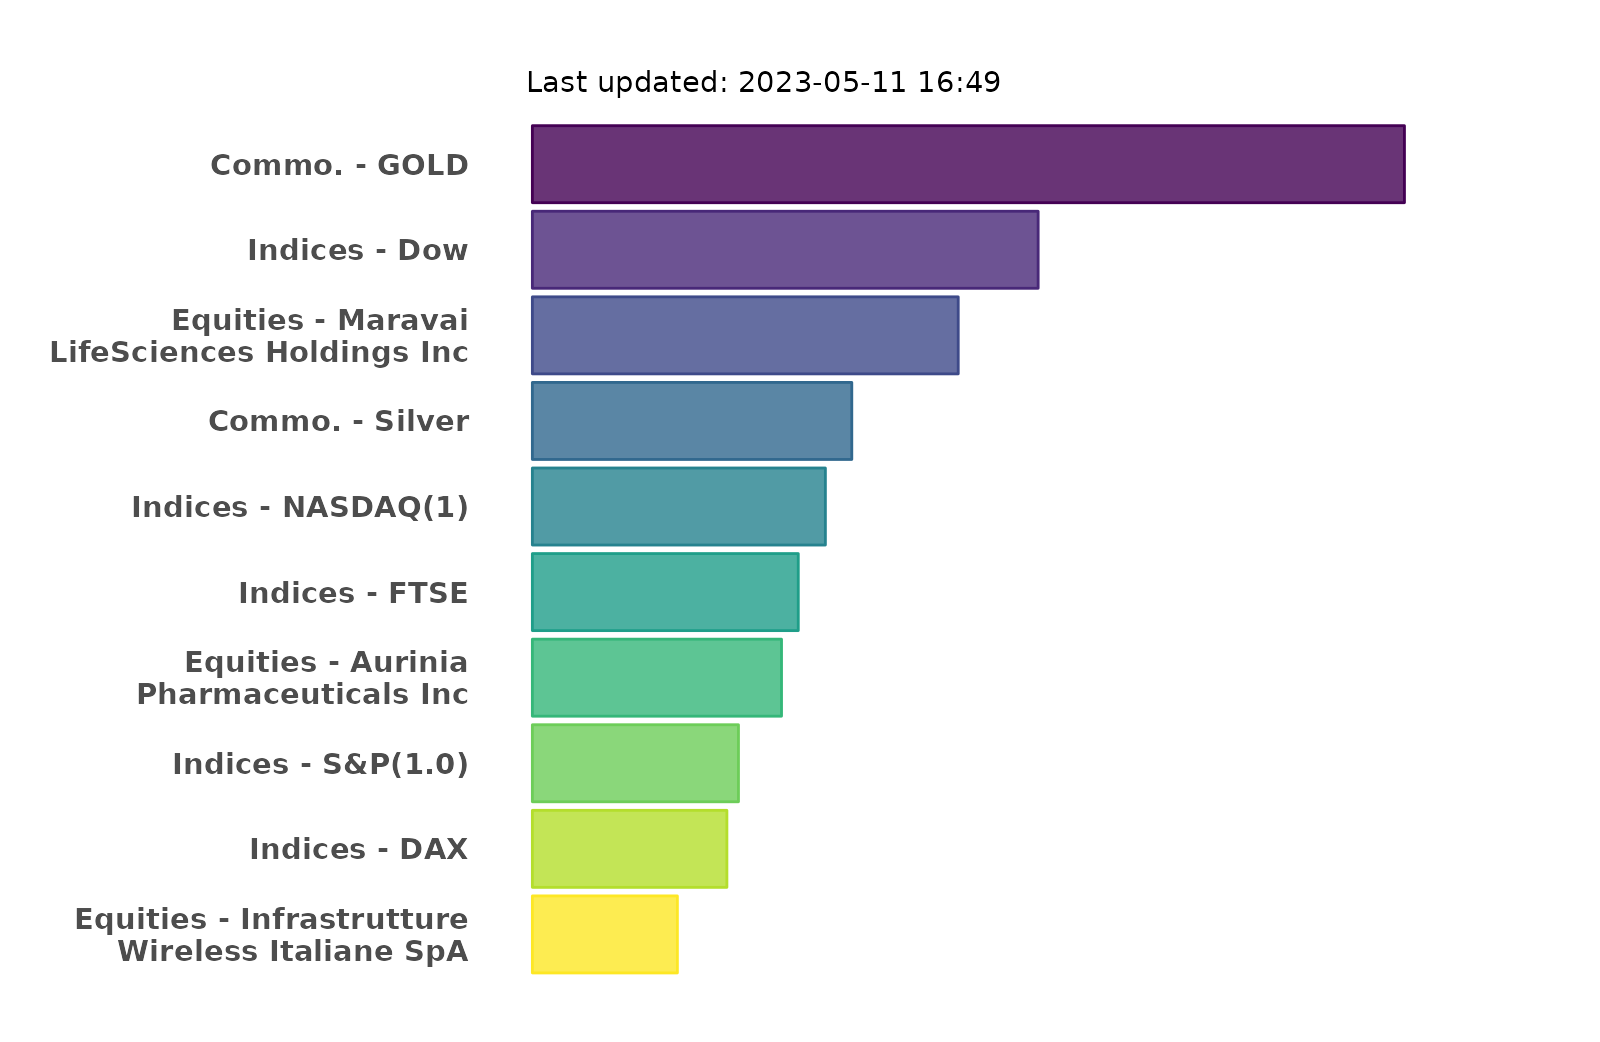 Last updated: 2023-05-11 16:49
Commo. - GOLD
Indices - Dow
Equities - Maravai
LifeSciences Holdings Inc
Commo. - Silver
Indices - NASDAQ(1)
Indices - FTSE
Equities - Aurinia
Pharmaceuticals Inc
Indices - S&P(1.0)
Indices - DAX
Equities - Infrastrutture
Wireless Italiane SpA